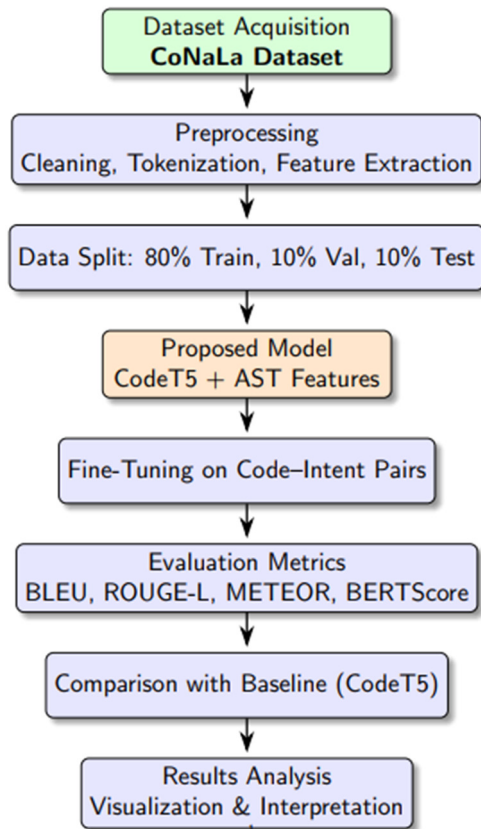 Dataset Acquisition
CoNaLa Dataset
Preprocessing
Cleaning, Tokenization, Feature Extraction
Data Split: 80% Train, 10% Val, 10% Test
Proposed Model
CodeT5 + AST Features
Fine-Tuning on Code–Intent Pairs
Evaluation Metrics
BLEU, ROUGE-L, METEOR, BERTScore
Comparison with Baseline (CodeT5)
Results Analysis
Visualization & Interpretation